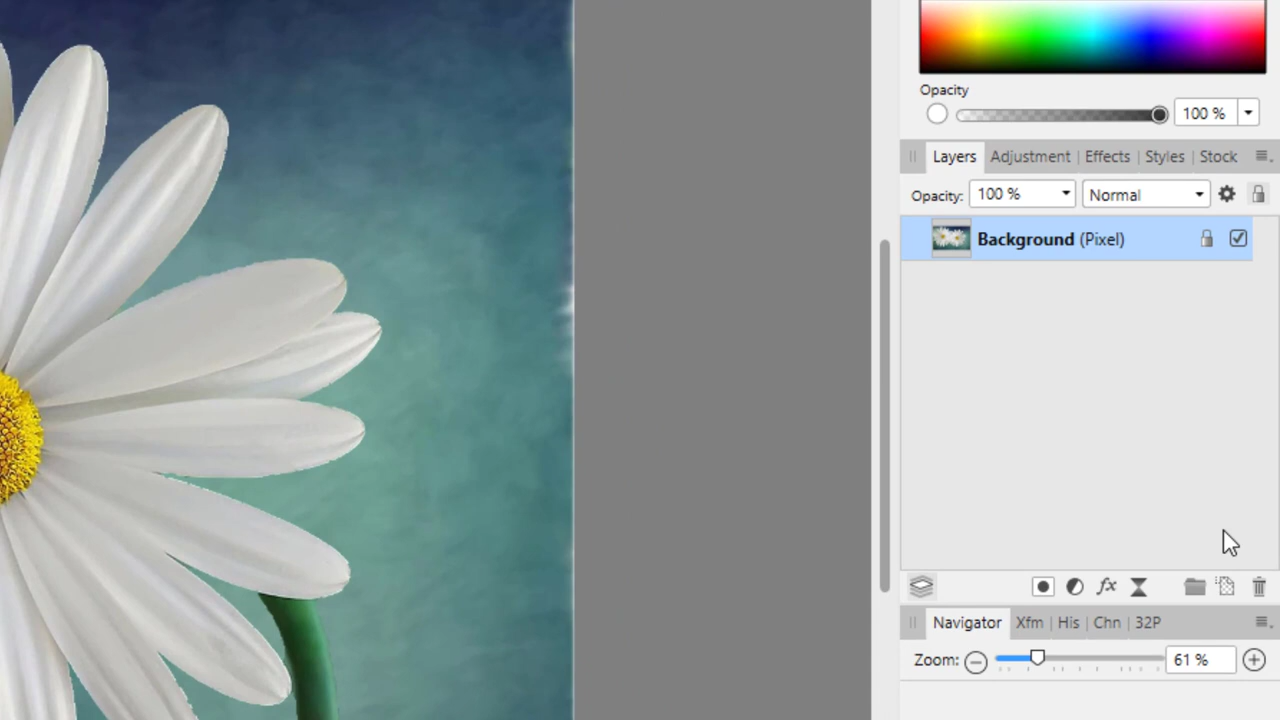 Opacity
100 %
Layers Adjustment | Effects | Styles | Stock
Opacity: 100 % Normal
Background (Pixel)
fx
Navigator Xfm | His | Chn | 32P
Zoom: 61 %